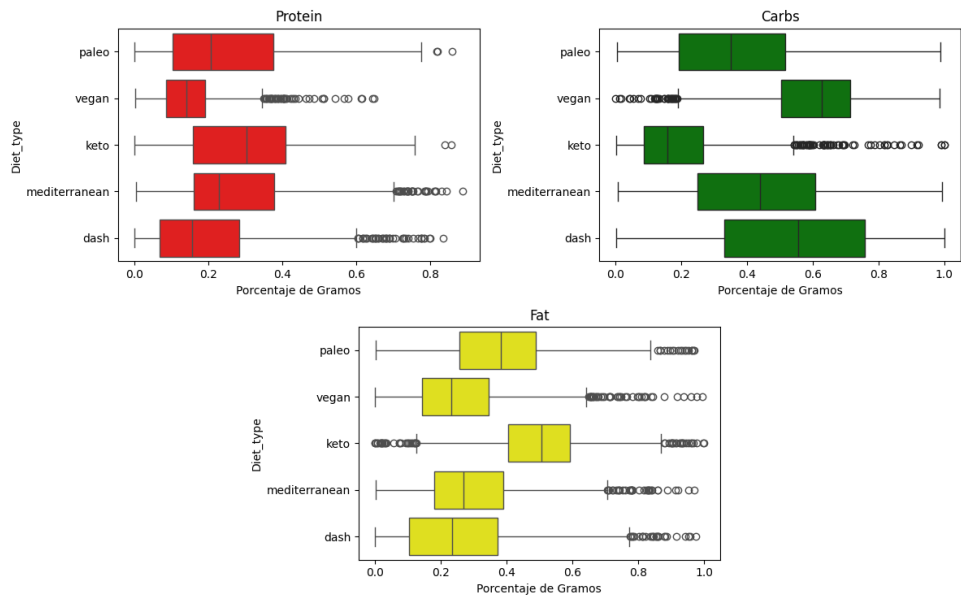 Protein
paleo
vegan
keto
mediterranean
dash
Diet_type
0.0 0.2 0.4 0.6 0.8
Porcentaje de Gramos
Carbs
paleo
vegan
keto
mediterranean
dash
Diet_type
0.0 0.2 0.4 0.6 0.8 1.0
Porcentaje de Gramos
Fat
paleo
vegan
keto
mediterranean
dash
Diet_type
0.0 0.2 0.4 0.6 0.8 1.0
Porcentaje de Gramos